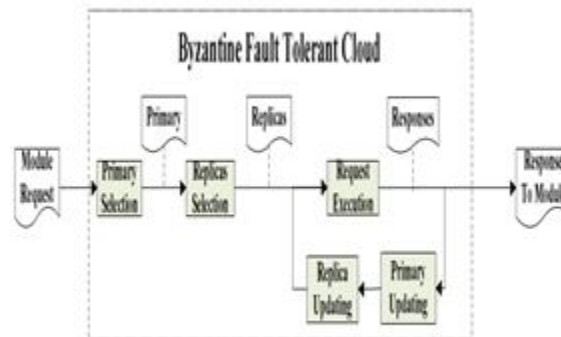 Byzantine Fault Tolerant Cloud
Primary
Replicas
Responses
Module
Request
Primary
Selection
Replicas
Selection
Request
Execution
Response
To Module
Replica
Updating
Primary
Updating